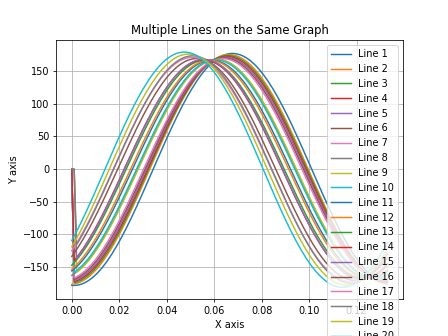 Multiple Lines on the Same Graph
Y axis
150
100
50
0
−50
−100
−150
0.00
0.02
0.04
0.06
0.08
0.10
X axis
Line 1
Line 2
Line 3
Line 4
Line 5
Line 6
Line 7
Line 8
Line 9
Line 10
Line 11
Line 12
Line 13
Line 14
Line 15
Line 16
Line 17
Line 18
Line 19
Line 20